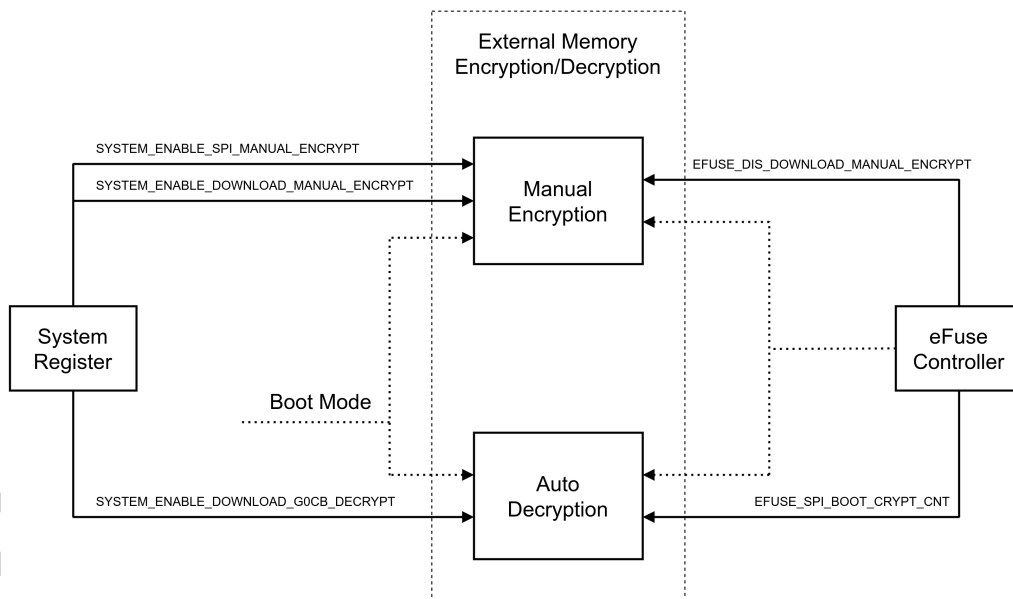 External Memory
Encryption/Decryption
SYSTEM_ENABLE_SPI_MANUAL_ENCRYPT
SYSTEM_ENABLE_DOWNLOAD_MANUAL_ENCRYPT
EFUSE_DIS_DOWNLOAD_MANUAL_ENCRYPT
Manual
Encryption
System
Register
eFuse
Controller
Boot Mode
SYSTEM_ENABLE_DOWNLOAD_G0CB_DECRYPT
Auto
Decryption
EFUSE_SPI_BOOT_CRYPT_CNT